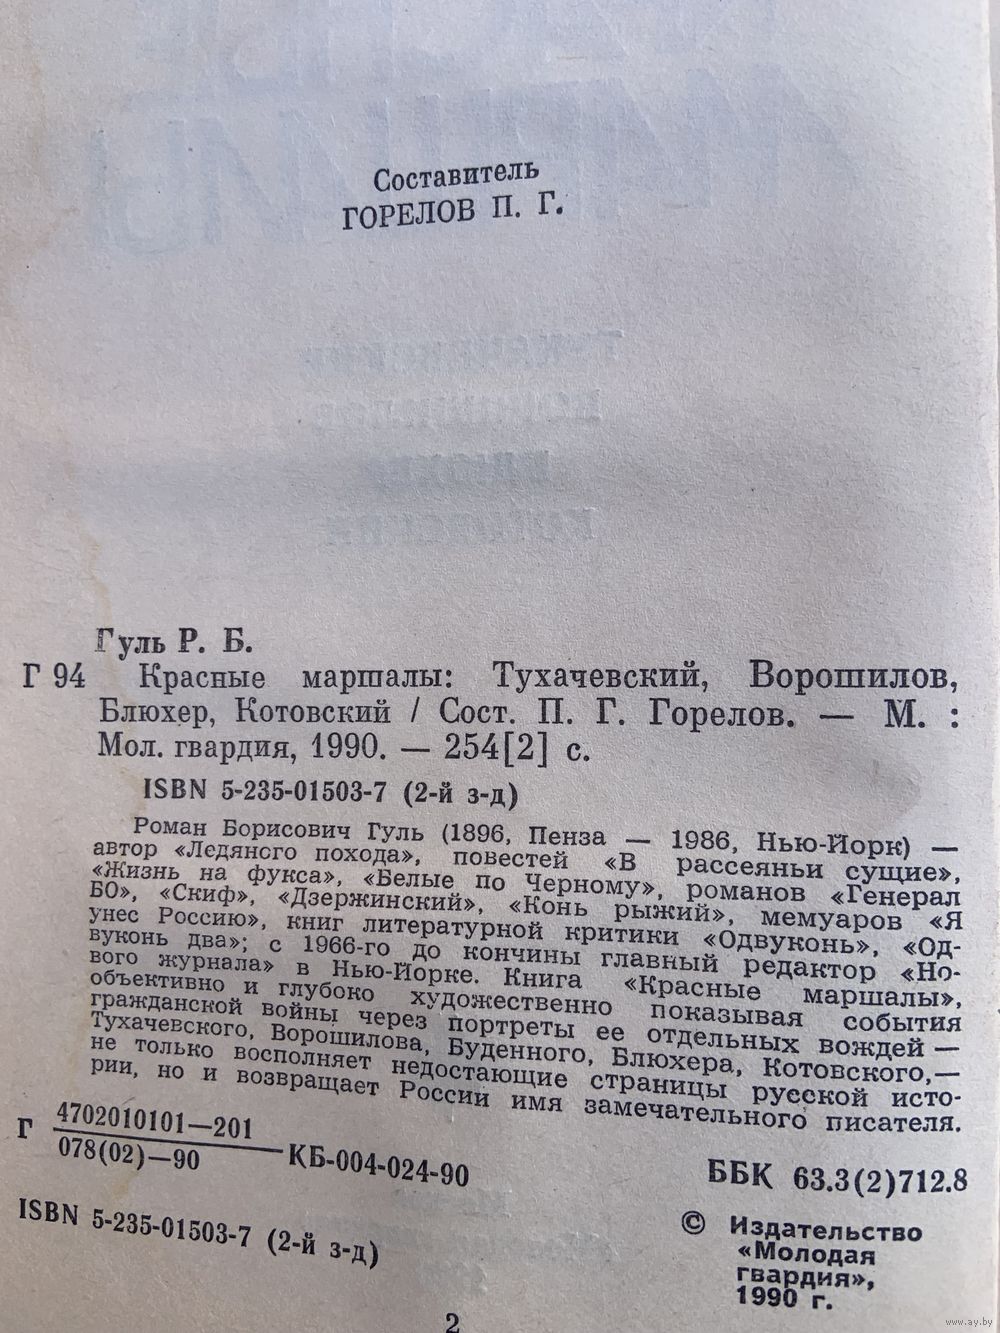 Составитель
ГОРЕЛОВ П. Г.
Гуль Р. Б.
Г 94 Красные маршалы: Тухачевский, Ворошилов,
Блюхер, Котовский / Сост. П. Г. Горелов. — М. :
Мол. гвардия, 1990. — 254[2] с.
ISBN 5-235-01503-7 (2-й з-д)
Роман Борисович Гуль (1896, Пенза — 1986, Нью-Йорк) —
автор «Ледянсго похода», повестей «В рассеяньи сущие»,
«Жизнь на фукса», «Белые по Черному», романов «Генерал
БО», «Скиф», «Дзержинский», «Конь рыжий», мемуаров «Я
унес Россию», книг литературной критики «Одвуконь», «Од-
вуконь два»; с 1966-го до кончины главный редактор «Но-
вого журнала» в Нью-Йорке. Книга «Красные маршалы»,
объективно и глубоко художественно показывая события
гражданской войны через портреты ее отдельных вождей —
Тухачевского, Ворошилова, Буденного, Блюхера, Котовского,—
не только восполняет недостающие страницы русской исто-
рии, но и возвращает России имя замечательного писателя.
Г 4702010101—201
078(02)—90 КБ-004-024-90
ББК 63.3(2)712.8
ISBN 5-235-01503-7 (2-й з-д)
© Издательство
«Молодая
гвардия»,
1990 г.
2
www.ay.by